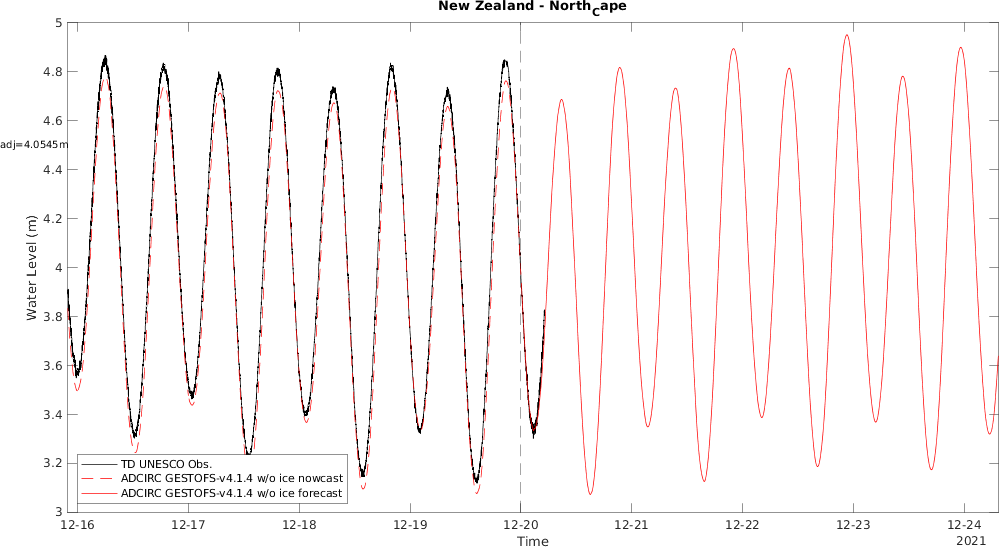 New Zealand - North_Cape
5
4.8
4.6
adj=4.0545m
4.4
4.2
Water Level (m)
4
3.8
3.6
3.4
3.2
3
TD UNESCO Obs.
ADCIRC GESTOFS-v4.1.4 w/o ice nowcast
ADCIRC GESTOFS-v4.1.4 w/o ice forecast
12-16 12-17 12-18 12-19 12-20 12-21 12-22 12-23 12-24
Time
2021